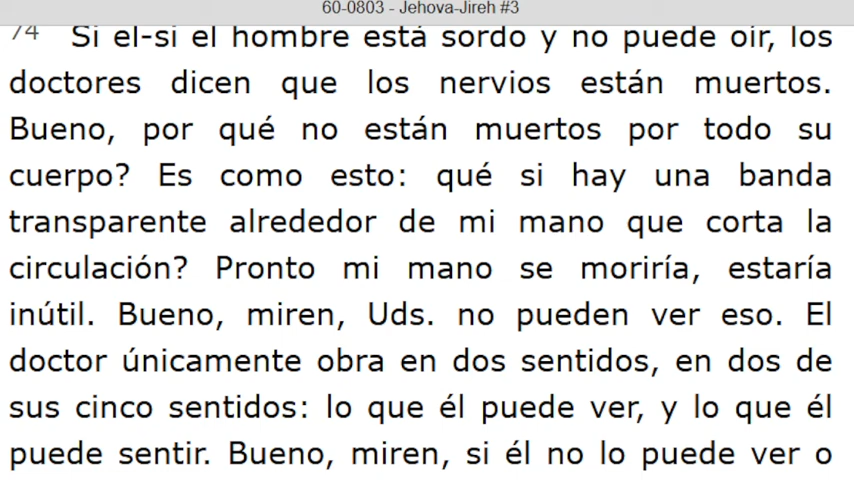 60-0803 - Jehova-Jireh #3
74 Si el-si el hombre está sordo y no puede oír, los
doctores dicen que los nervios están muertos.
Bueno, por qué no están muertos por todo su
cuerpo? Es como esto: qué si hay una banda
transparente alrededor de mi mano que corta la
circulación? Pronto mi mano se moriría, estaría
inútil. Bueno, miren, Uds. no pueden ver eso. El
doctor únicamente obra en dos sentidos, en dos de
sus cinco sentidos: lo que él puede ver, y lo que él
puede sentir. Bueno, miren, si él no lo puede ver o